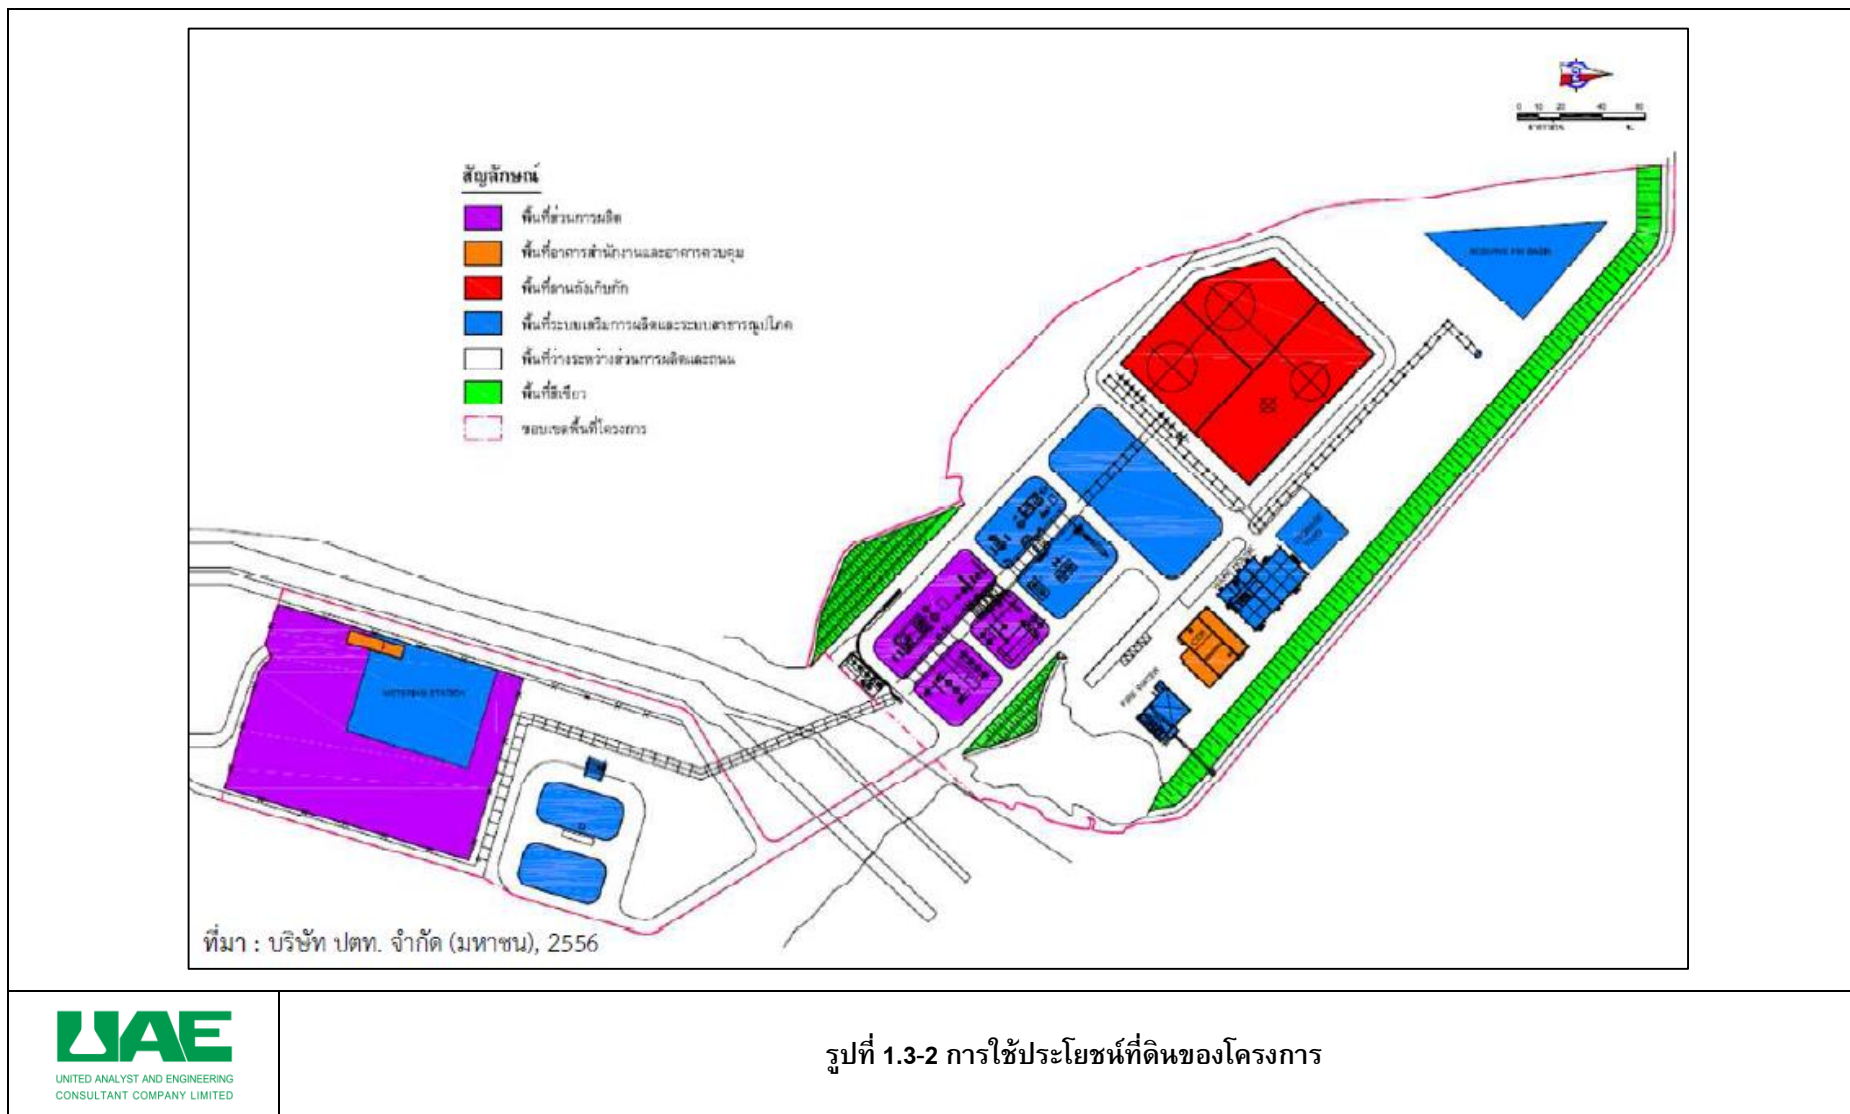 0 10 20 40 60
สัญลักษณ์
พื้นที่ส่วนการผลิต
พื้นที่อาคารสำนักงานและอาคารควบคุม
พื้นที่ลานถังเก็บกัก
พื้นที่ระบบเสริมการผลิตและระบบสาธารณูปโภค
พื้นที่ว่างระหว่างส่วนการผลิตและถนน
พื้นที่สีเขียว
ขอบเขตพื้นที่โครงการ
METERING STATION
FIRE WATER
ที่มา : บริษัท ปตท. จำกัด (มหาชน), 2556
UAE
UNITED ANALYST AND ENGINEERING
CONSULTANT COMPANY LIMITED
รูปที่ 1.3-2 การใช้ประโยชน์ที่ดินของโครงการ